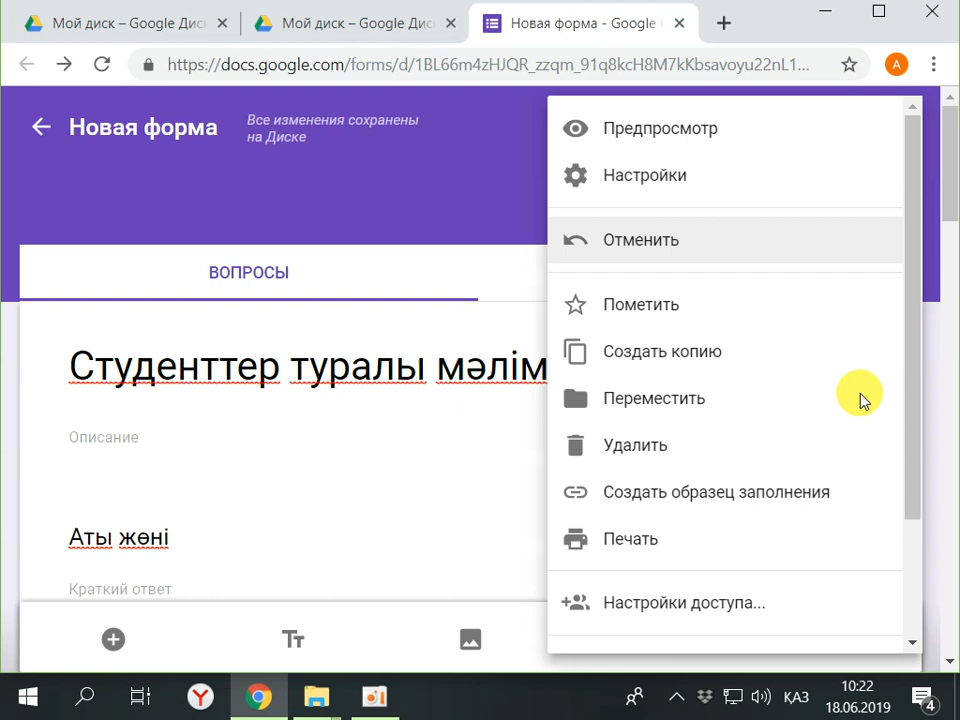 Мой диск – Google Дис
Мой диск – Google Дис
Новая форма - Google
https://docs.google.com/forms/d/1BL66m4zHJQR_zzqm_91q8kcH8M7kKbsavoyu22nL1...
A
Новая форма
Все изменения сохранены
на Диске
ВОПРОСЫ
Студенттер туралы мәлім
Описание
Аты жөні
Краткий ответ
Предпросмотр
Настройки
Отменить
Пометить
Создать копию
Переместить
Удалить
Создать образец заполнения
Печать
Настройки доступа...
Тт
ҚАЗ
10:22
18.06.2019
4